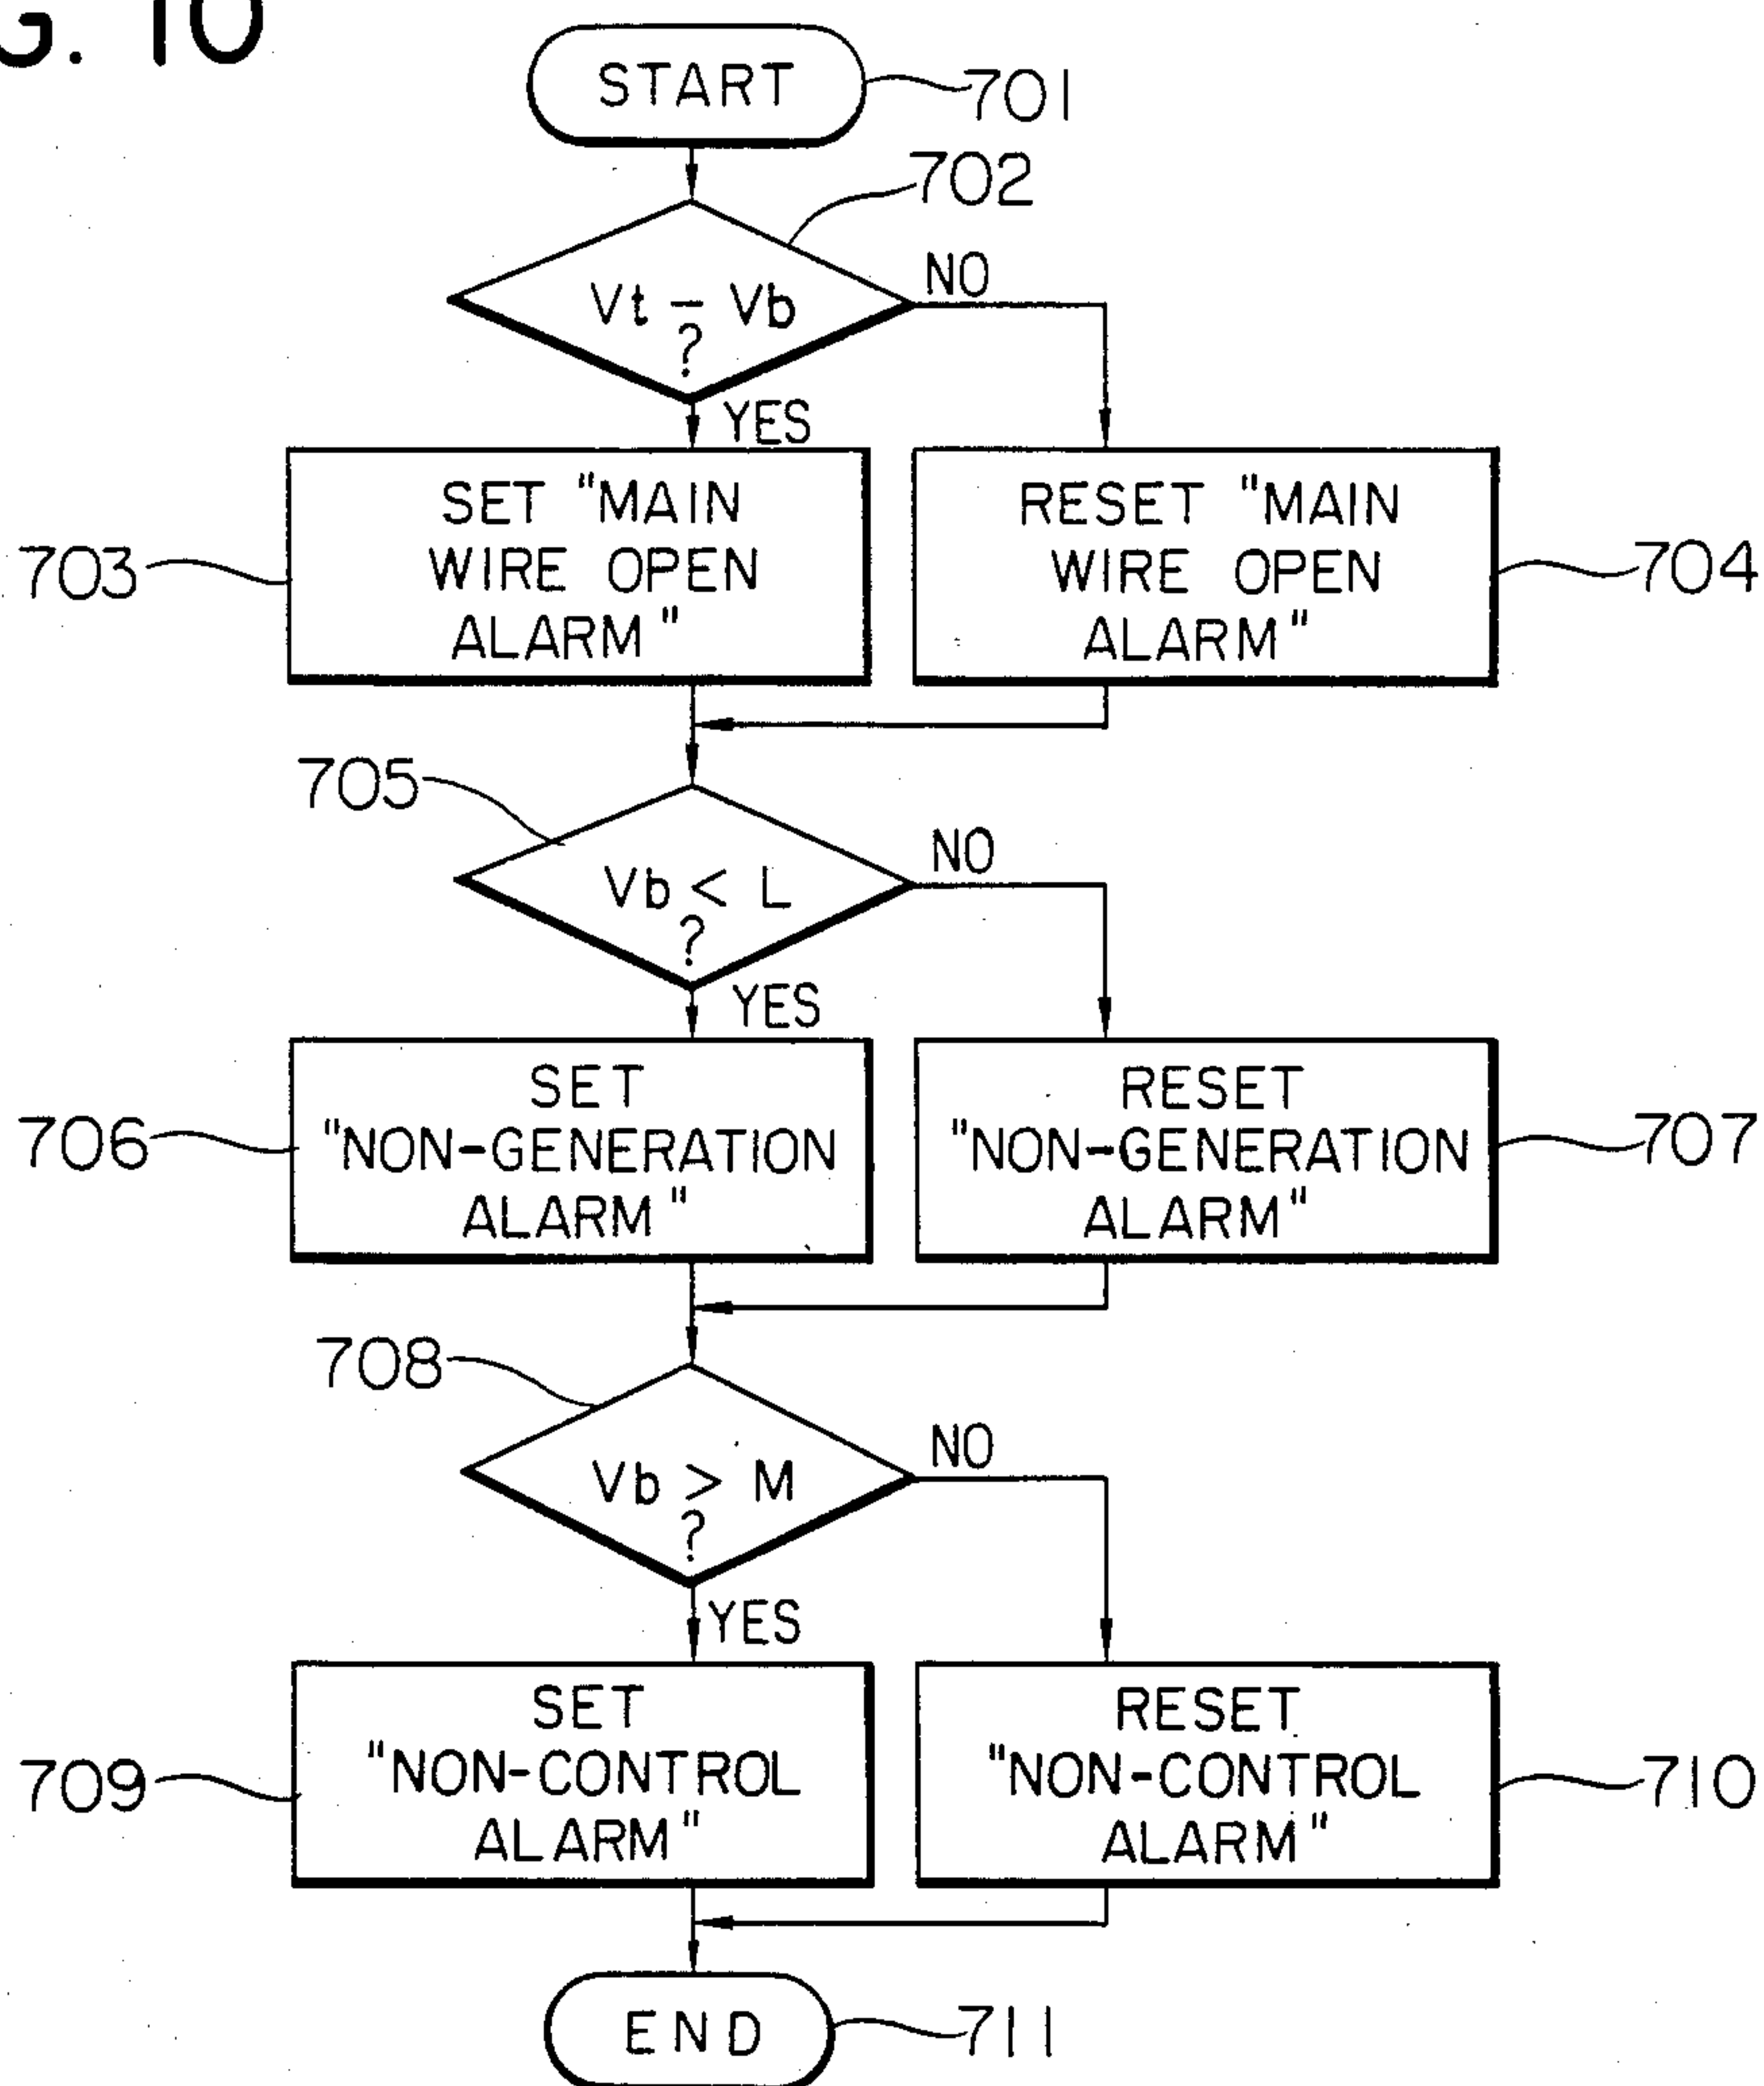 G. 10
START
701
702
Vt - Vb
?
NO
YES
SET "MAIN
WIRE OPEN
ALARM"
703
RESET "MAIN
WIRE OPEN
ALARM"
704
705
Vb < L
?
NO
YES
SET
"NON-GENERATION
ALARM"
706
RESET
"NON-GENERATION
ALARM"
707
708
Vb > M
?
NO
YES
SET
"NON-CONTROL
ALARM"
709
RESET
"NON-CONTROL
ALARM"
710
END
711